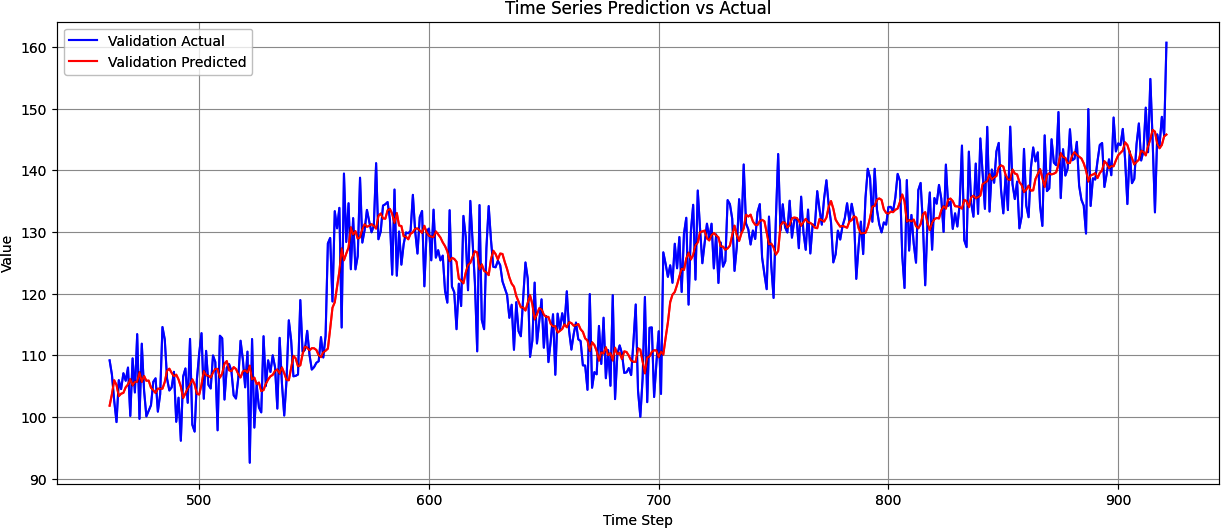 Time Series Prediction vs Actual
Validation Actual
Validation Predicted
Value
160
150
140
130
120
110
100
90
500
600
700
800
900
Time Step